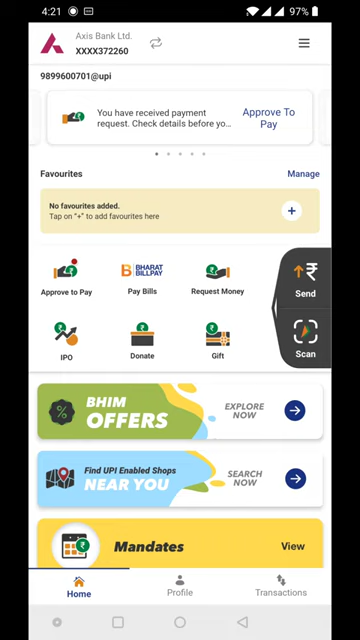 4:21
97%
Axis Bank Ltd.
XXXX372260
9899600701@upi
You have received payment
request. Check details before yo...
Approve To
Pay
Favourites
Manage
No favourites added.
Tap on "+" to add favourites here
Approve to Pay
BHARAT
BILLPAY
Pay Bills
Request Money
Send
IPO
Donate
Gift
Scan
BHIM
OFFERS
EXPLORE
NOW
Find UPI Enabled Shops
NEAR YOU
SEARCH
NOW
Mandates
View
Home
Profile
Transactions